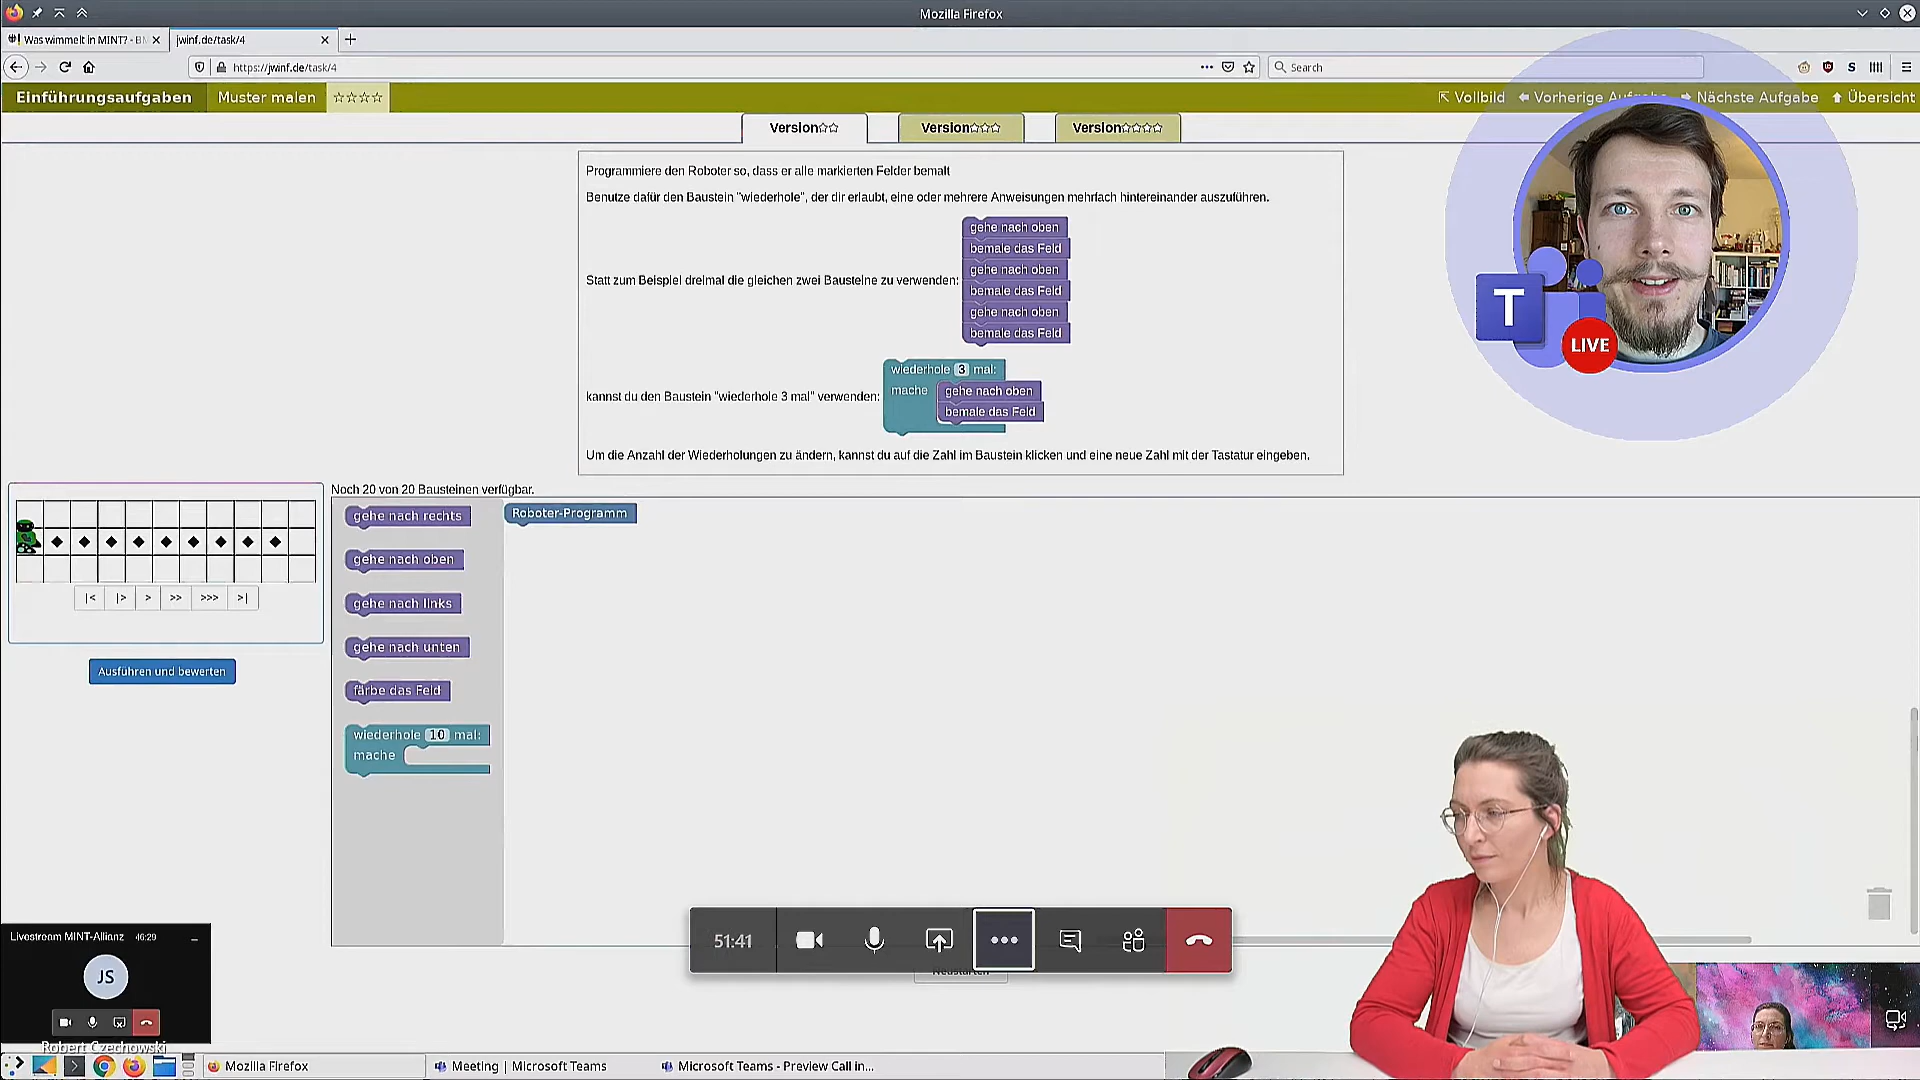 Mozilla Firefox
Was wimmelt in MINT? - BM
jwinf.de/task/4
https://jwinf.de/task/4
Search
Einführungsaufgaben
Muster malen
Vollbild
Vorherige Aufgabe
Nächste Aufgabe
Übersicht
Version
Version
Version
Programmiere den Roboter so, dass er alle markierten Felder bemalt
Benutze dafür den Baustein "wiederhole", der dir erlaubt, eine oder mehrere Anweisungen mehrfach hintereinander auszuführen.
gehe nach oben
bemale das Feld
gehe nach oben
Statt zum Beispiel dreimal die gleichen zwei Bausteine zu verwenden:
bemale das Feld
gehe nach oben
bemale das Feld
T
LIVE
wiederhole 3 mal:
mache gehe nach oben
kannst du den Baustein "wiederhole 3 mal" verwenden:
bemale das Feld
Um die Anzahl der Wiederholungen zu ändern, kannst du auf die Zahl im Baustein klicken und eine neue Zahl mit der Tastatur eingeben.
Noch 20 von 20 Bausteinen verfügbar.
gehe nach rechts
Roboter-Programm
gehe nach oben
|< |> > >> >>> >|
gehe nach links
gehe nach unten
Ausführen und bewerten
färbe das Feld
wiederhole 10 mal:
mache
51:41
Livestream MINT-Allianz 46:29
JS
Neustarten
Robert Czechowski
Mozilla Firefox
Meeting | Microsoft Teams
Microsoft Teams - Preview Call in...